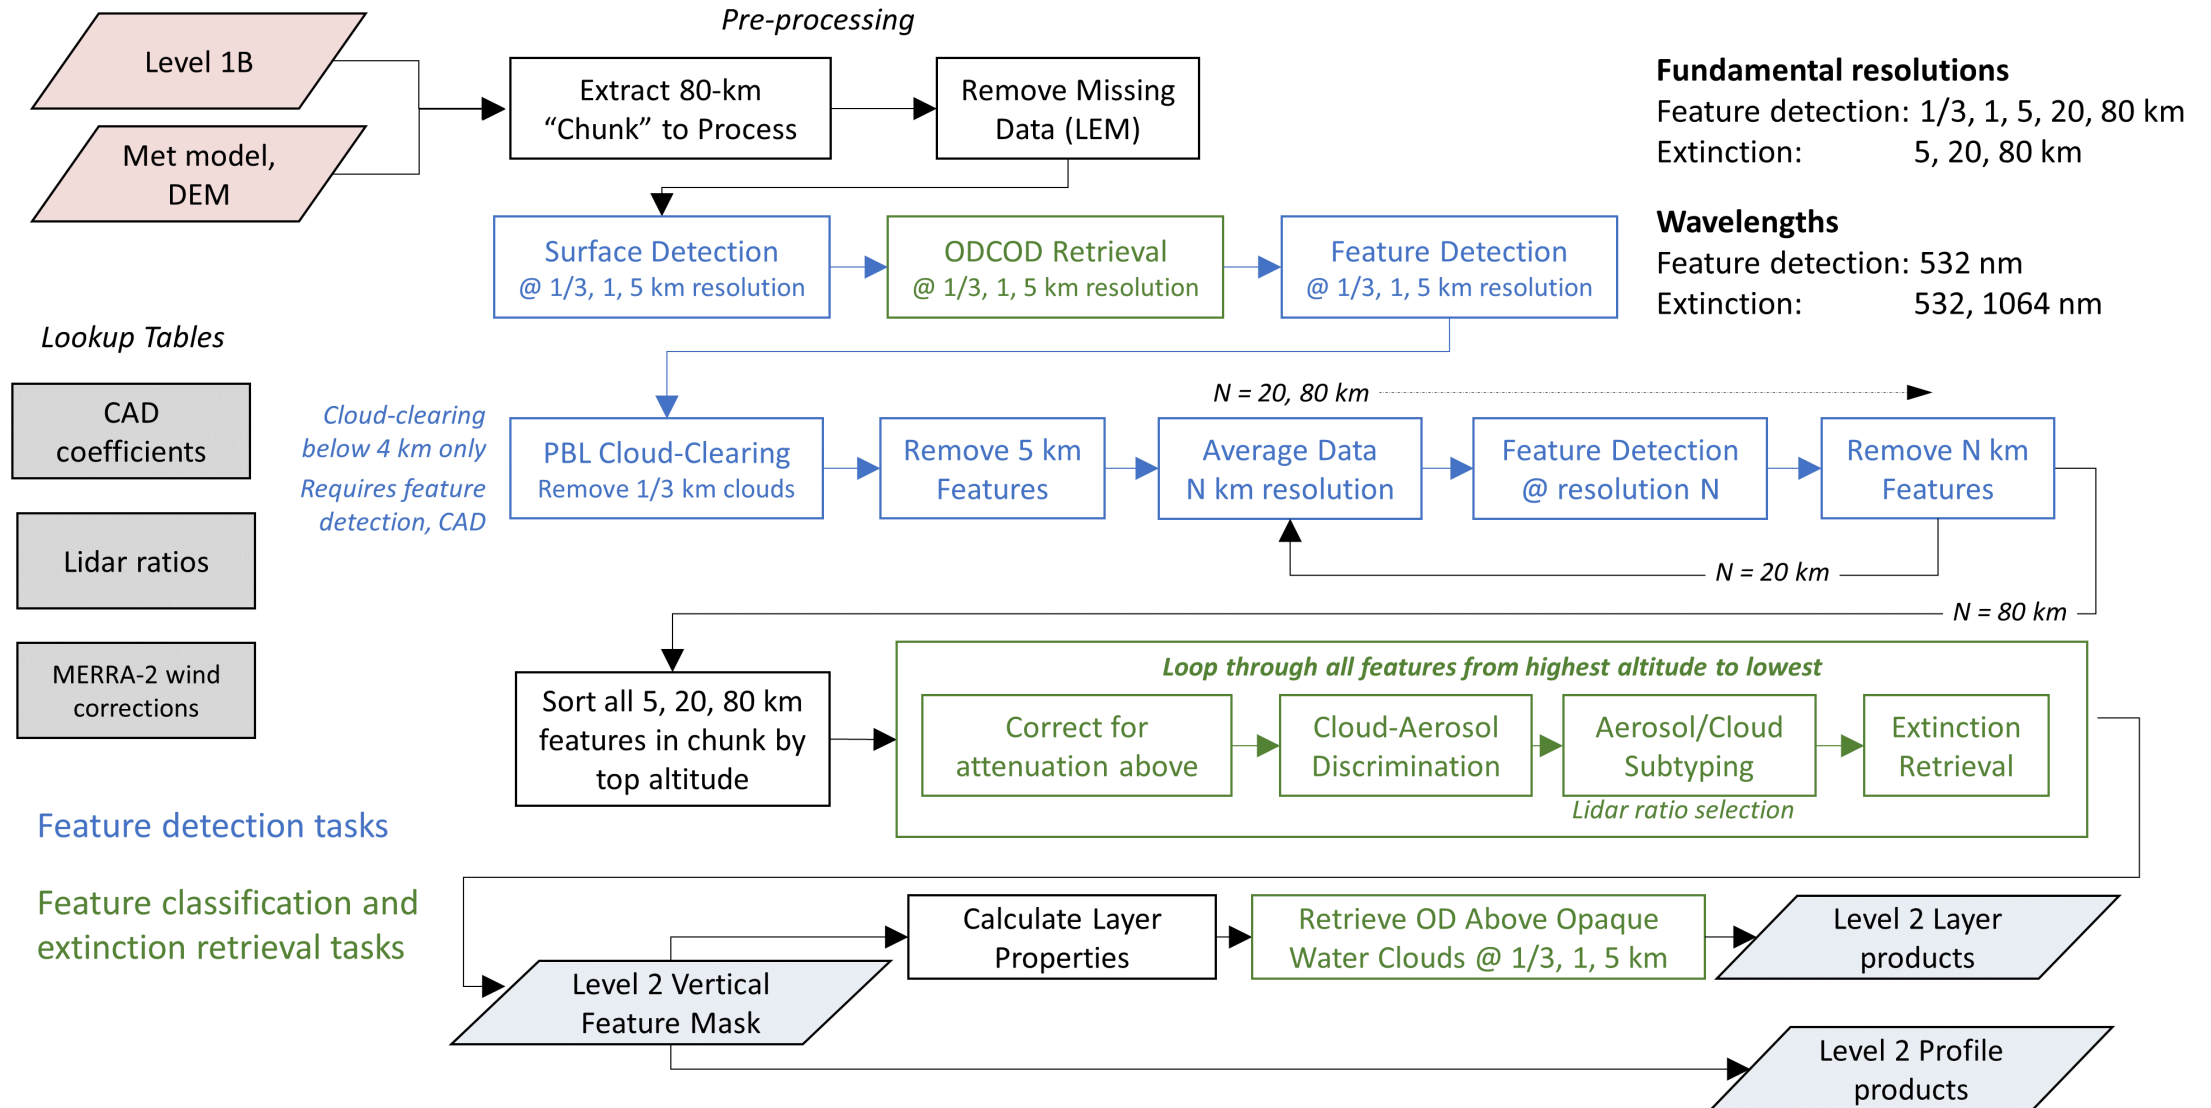 Pre-processing
Level 1B
Met model,
DEM
Extract 80-km
“Chunk” to Process
Remove Missing
Data (LEM)
Fundamental resolutions
Feature detection: 1/3, 1, 5, 20, 80 km
Extinction: 5, 20, 80 km
Wavelengths
Feature detection: 532 nm
Extinction: 532, 1064 nm
Surface Detection
@ 1/3, 1, 5 km resolution
ODCOD Retrieval
@ 1/3, 1, 5 km resolution
Feature Detection
@ 1/3, 1, 5 km resolution
Lookup Tables
CAD
coefficients
Lidar ratios
MERRA-2 wind
corrections
Cloud-clearing
below 4 km only
Requires feature
detection, CAD
N = 20, 80 km
PBL Cloud-Clearing
Remove 1/3 km clouds
Remove 5 km
Features
Average Data
N km resolution
Feature Detection
@ resolution N
Remove N km
Features
N = 20 km
N = 80 km
Sort all 5, 20, 80 km
features in chunk by
top altitude
Loop through all features from highest altitude to lowest
Correct for
attenuation above
Cloud-Aerosol
Discrimination
Aerosol/Cloud
Subtyping
Lidar ratio selection
Extinction
Retrieval
Feature detection tasks
Feature classification and
extinction retrieval tasks
Level 2 Vertical
Feature Mask
Calculate Layer
Properties
Retrieve OD Above Opaque
Water Clouds @ 1/3, 1, 5 km
Level 2 Layer
products
Level 2 Profile
products